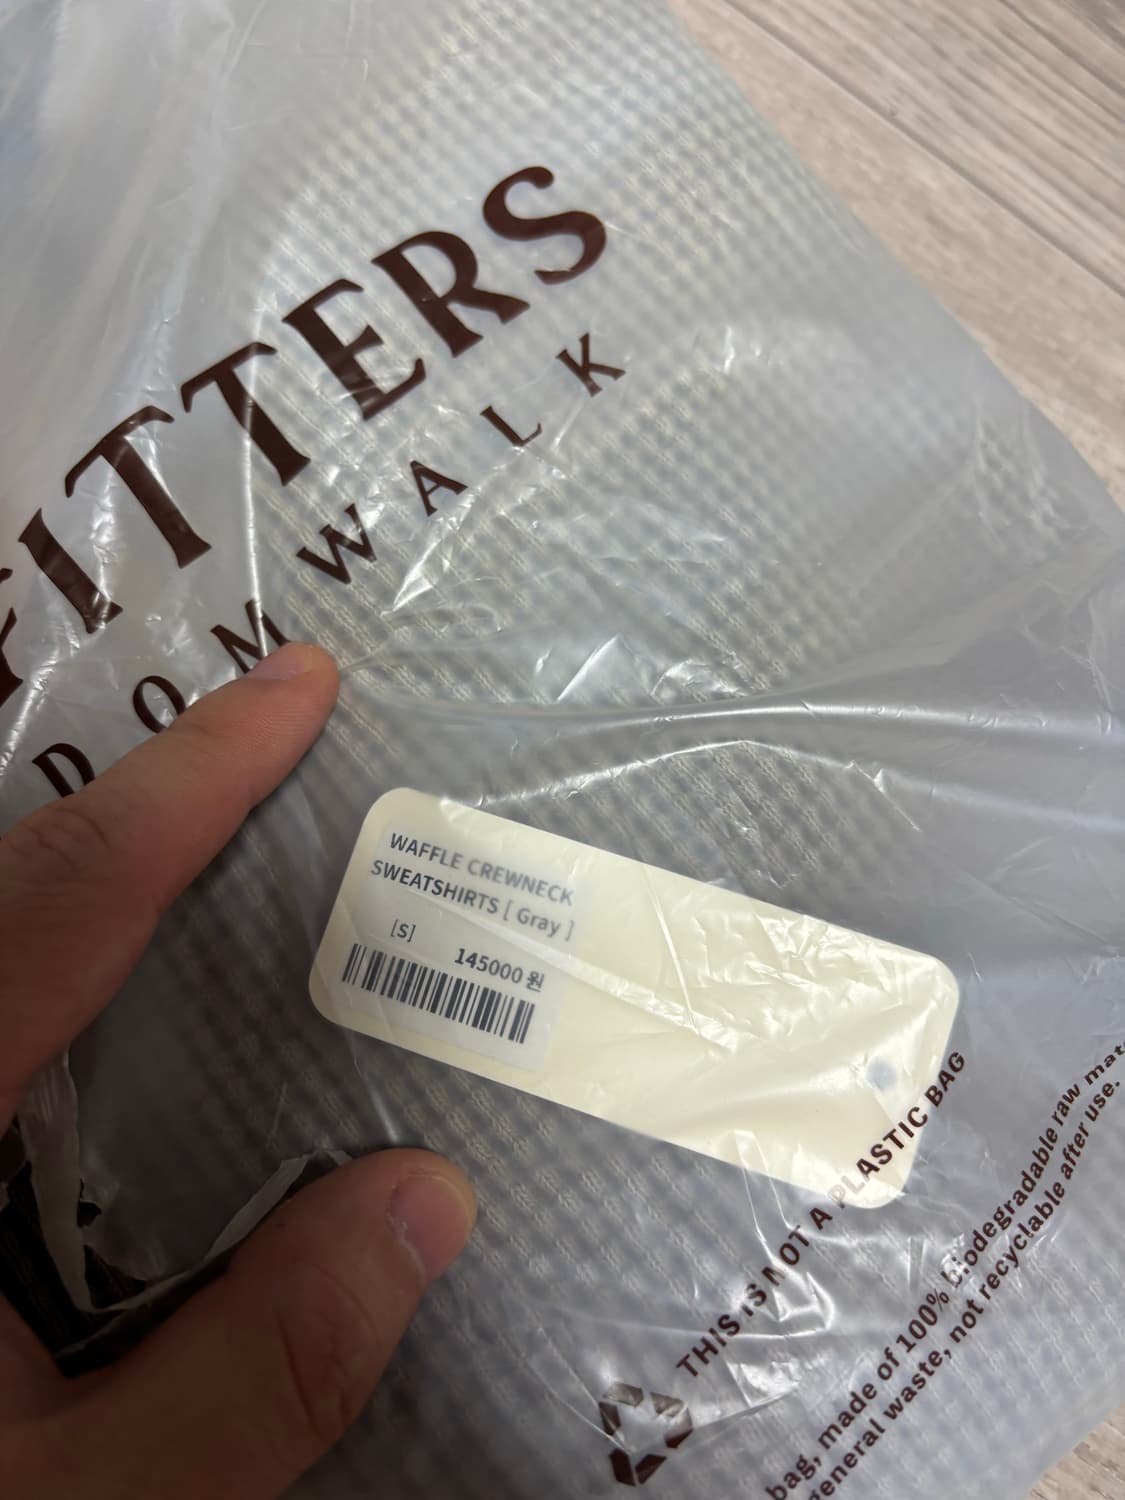 FITTERS
DOM WALK
WAFFLE CREWNECK
SWEATSHIRTS [ Gray ]
[S]
145000 원
THIS IS NOT A PLASTIC BAG
bag, made of 100% biodegradable raw
general waste, not recyclable after use.